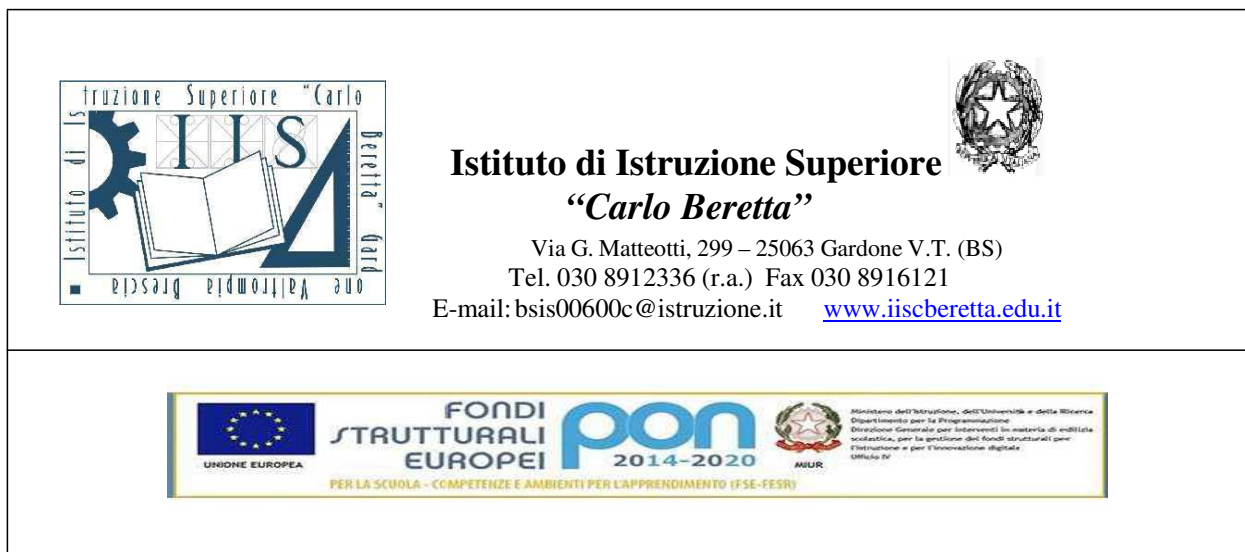 Istituto di Istruzione Superiore "Carlo Beretta" Gardone Valtrompia Brescia
IIS
Istituto di Istruzione Superiore
“Carlo Beretta”
Via G. Matteotti, 299 – 25063 Gardone V.T. (BS)
Tel. 030 8912336 (r.a.) Fax 030 8916121
E-mail: bsis00600c@istruzione.it www.iiscberetta.edu.it
UNIONE EUROPEA
FONDI
STRUTTURALI
EUROPEI
pon
2014-2020
MIUR
Ministero dell'Istruzione, dell'Università e della Ricerca
Dipartimento per la Programmazione
Direzione Generale per interventi in materia di edilizia
scolastica, per la gestione dei fondi strutturali per
l'istruzione e per l'innovazione digitale
Ufficio IV
PER LA SCUOLA - COMPETENZE E AMBIENTI PER L'APPRENDIMENTO (FSE-FESR)